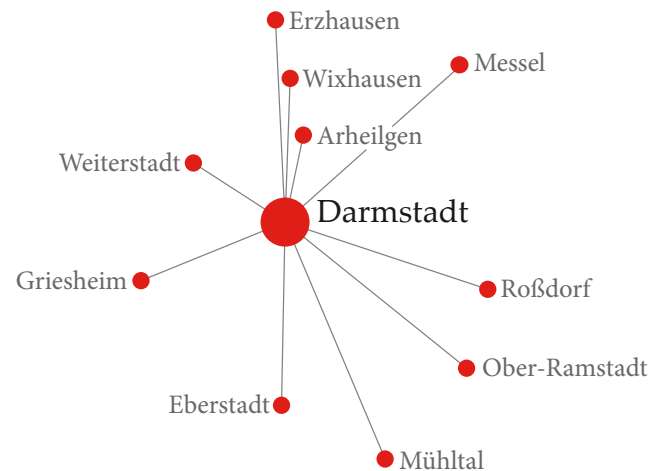 Erzhausen
Messel
Wixhausen
Arheilgen
Weiterstadt
Darmstadt
Griesheim
Roßdorf
Ober-Ramstadt
Eberstadt
Mühltal